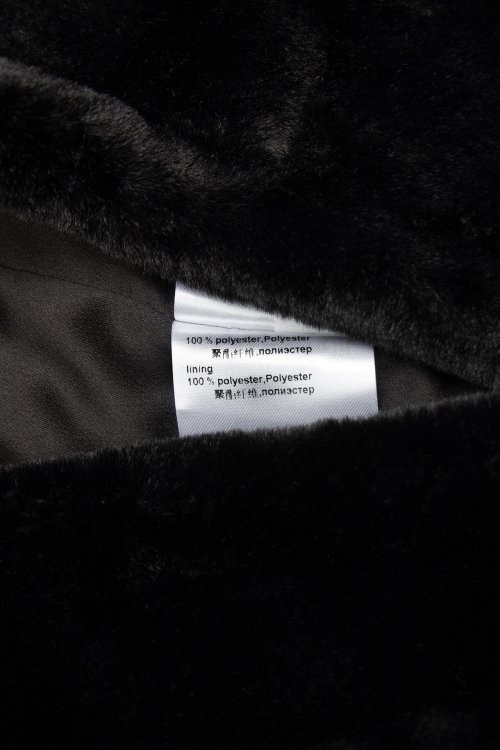 100 % polyester,Polyester
聚酯纤维,полиэстер
lining
100 % polyester,Polyester
聚酯纤维,полиэстер